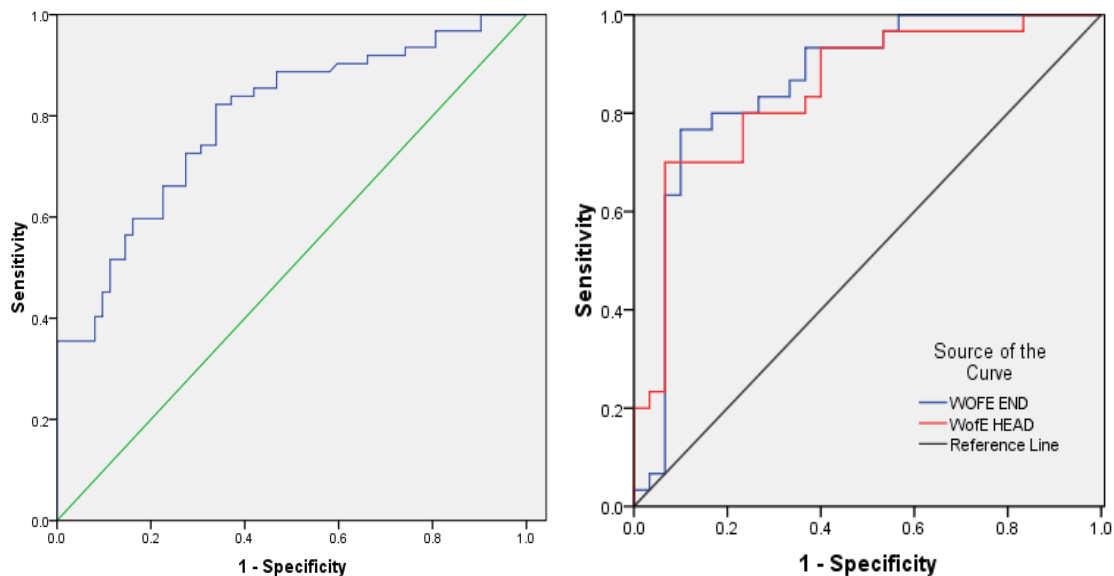 1.0
0.8
0.6
0.4
0.2
0.0
Sensitivity
0.0 0.2 0.4 0.6 0.8 1.0
1 - Specificity
1.0
0.8
0.6
0.4
0.2
0.0
Sensitivity
Source of the
Curve
WOFE END
WofE HEAD
Reference Line
0.0 0.2 0.4 0.6 0.8 1.0
1 - Specificity